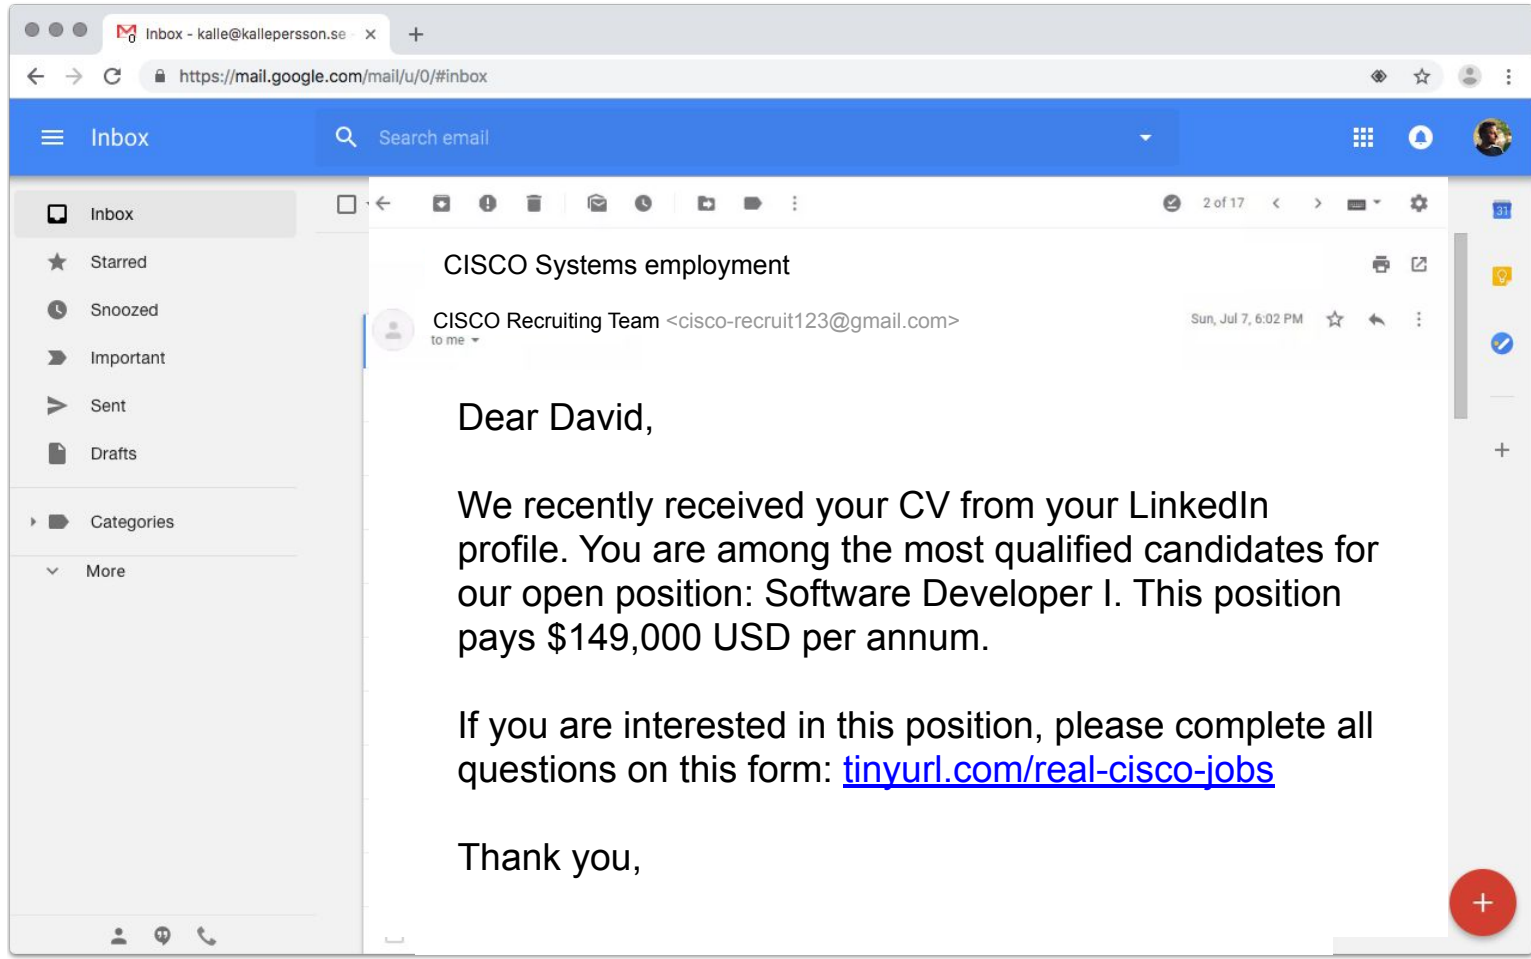 Inbox - kalle@kallepersson.se
https://mail.google.com/mail/u/0/#inbox
Inbox
Search email
Inbox
Starred
Snoozed
Important
Sent
Drafts
Categories
More
2 of 17
31
CISCO Systems employment
CISCO Recruiting Team <cisco-recruit123@gmail.com>
Sun, Jul 7, 6:02 PM
to me
Dear David,
We recently received your CV from your LinkedIn
profile. You are among the most qualified candidates for
our open position: Software Developer I. This position
pays $149,000 USD per annum.
If you are interested in this position, please complete all
questions on this form: tinyurl.com/real-cisco-jobs
Thank you,